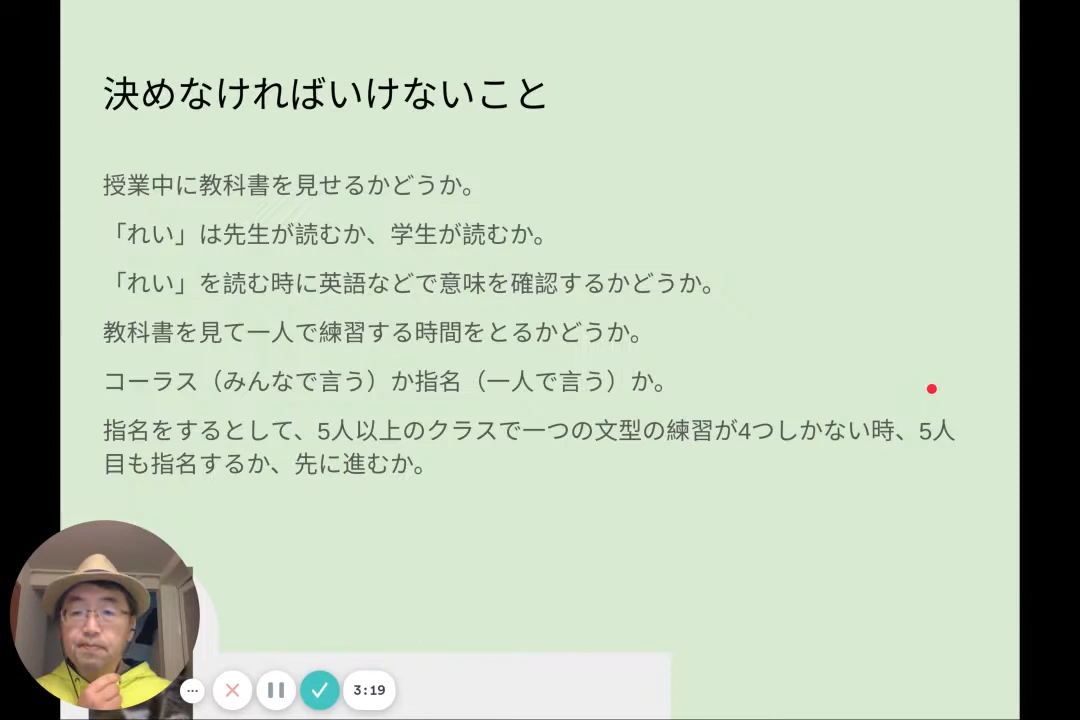 決めなければいけないこと
授業中に教科書を見せるかどうか。
「れい」は先生が読むか、学生が読むか。
「れい」を読む時に英語などで意味を確認するかどうか。
教科書を見て一人で練習する時間をとるかどうか。
コーラス（みんなで言う）か指名（一人で言う）か。
指名をするとして、5人以上のクラスで一つの文型の練習が4つしかない時、5人
目も指名するか、先に進むか。
3:19